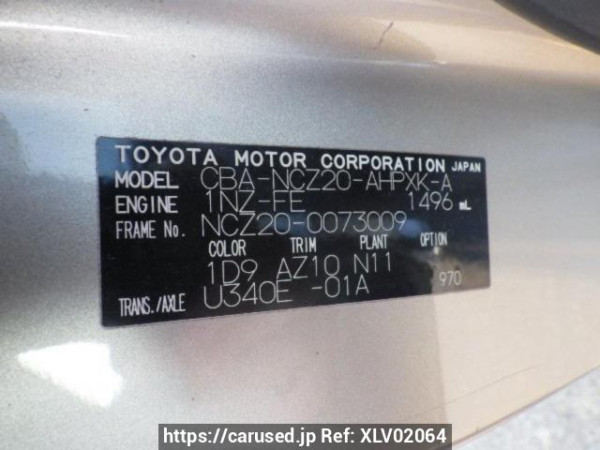 TOYOTA MOTOR CORPORATION JAPAN
MODEL CBA-NCZ20-AHPXK-A
ENGINE 1NZ-FE 1496 mL
FRAME No. NCZ20-0073009
COLOR TRIM PLANT OPTION
1D9 AZ10 N11
TRANS./AXLE U340E -01A 970
https://carused.jp Ref: XLV02064